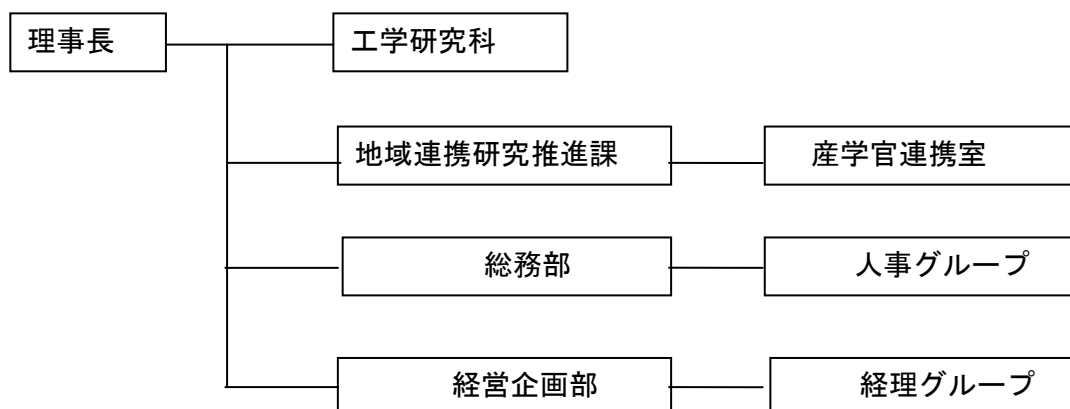 理事長
工学研究科
地域連携研究推進課
産学官連携室
総務部
人事グループ
経営企画部
経理グループ